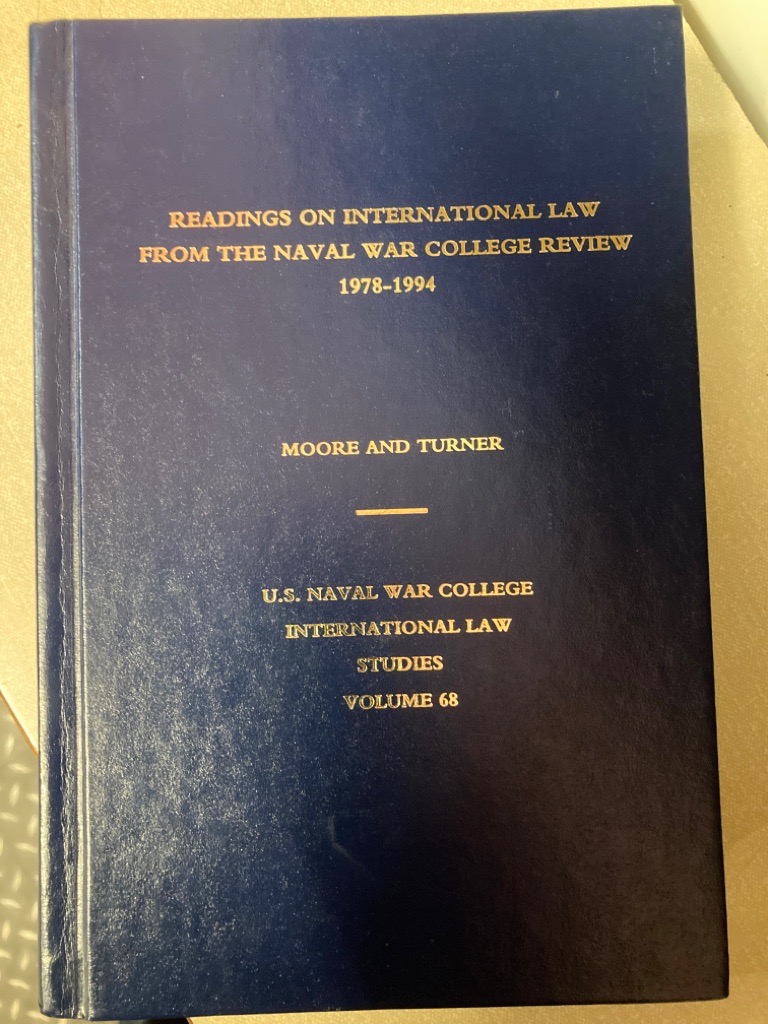 READINGS ON INTERNATIONAL LAW
FROM THE NAVAL WAR COLLEGE REVIEW
1978-1994
MOORE AND TURNER
U.S. NAVAL WAR COLLEGE
INTERNATIONAL LAW
STUDIES
VOLUME 68